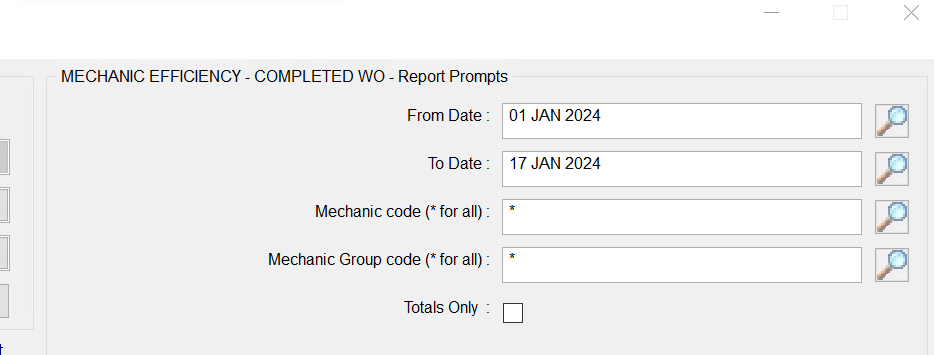 MECHANIC EFFICIENCY - COMPLETED WO - Report Prompts
From Date : 01 JAN 2024
To Date : 17 JAN 2024
Mechanic code (* for all) : *
Mechanic Group code (* for all) : *
Totals Only :